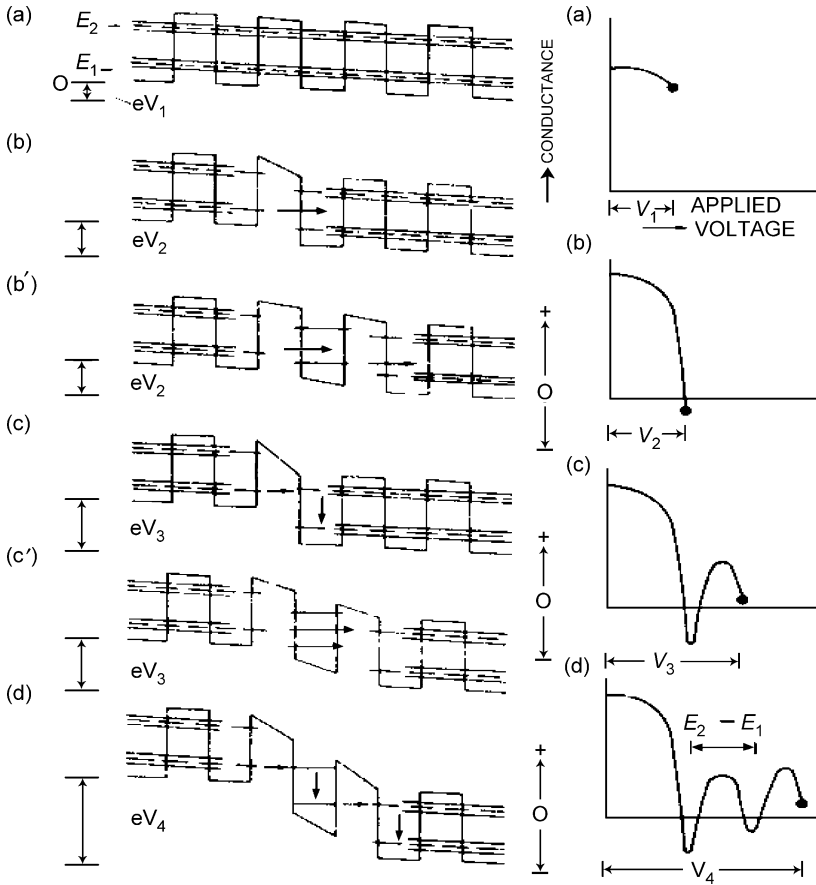 (a)
E₂
E₁
O
eV₁
(b)
eV₂
(b′)
eV₂
(c)
eV₃
(c′)
eV₃
(d)
eV₄
CONDUCTANCE
(a)
V₁ APPLIED
VOLTAGE
(b)
+
O
V₂
(c)
+
O
V₃
(d)
E₂ – E₁
+
O
V₄